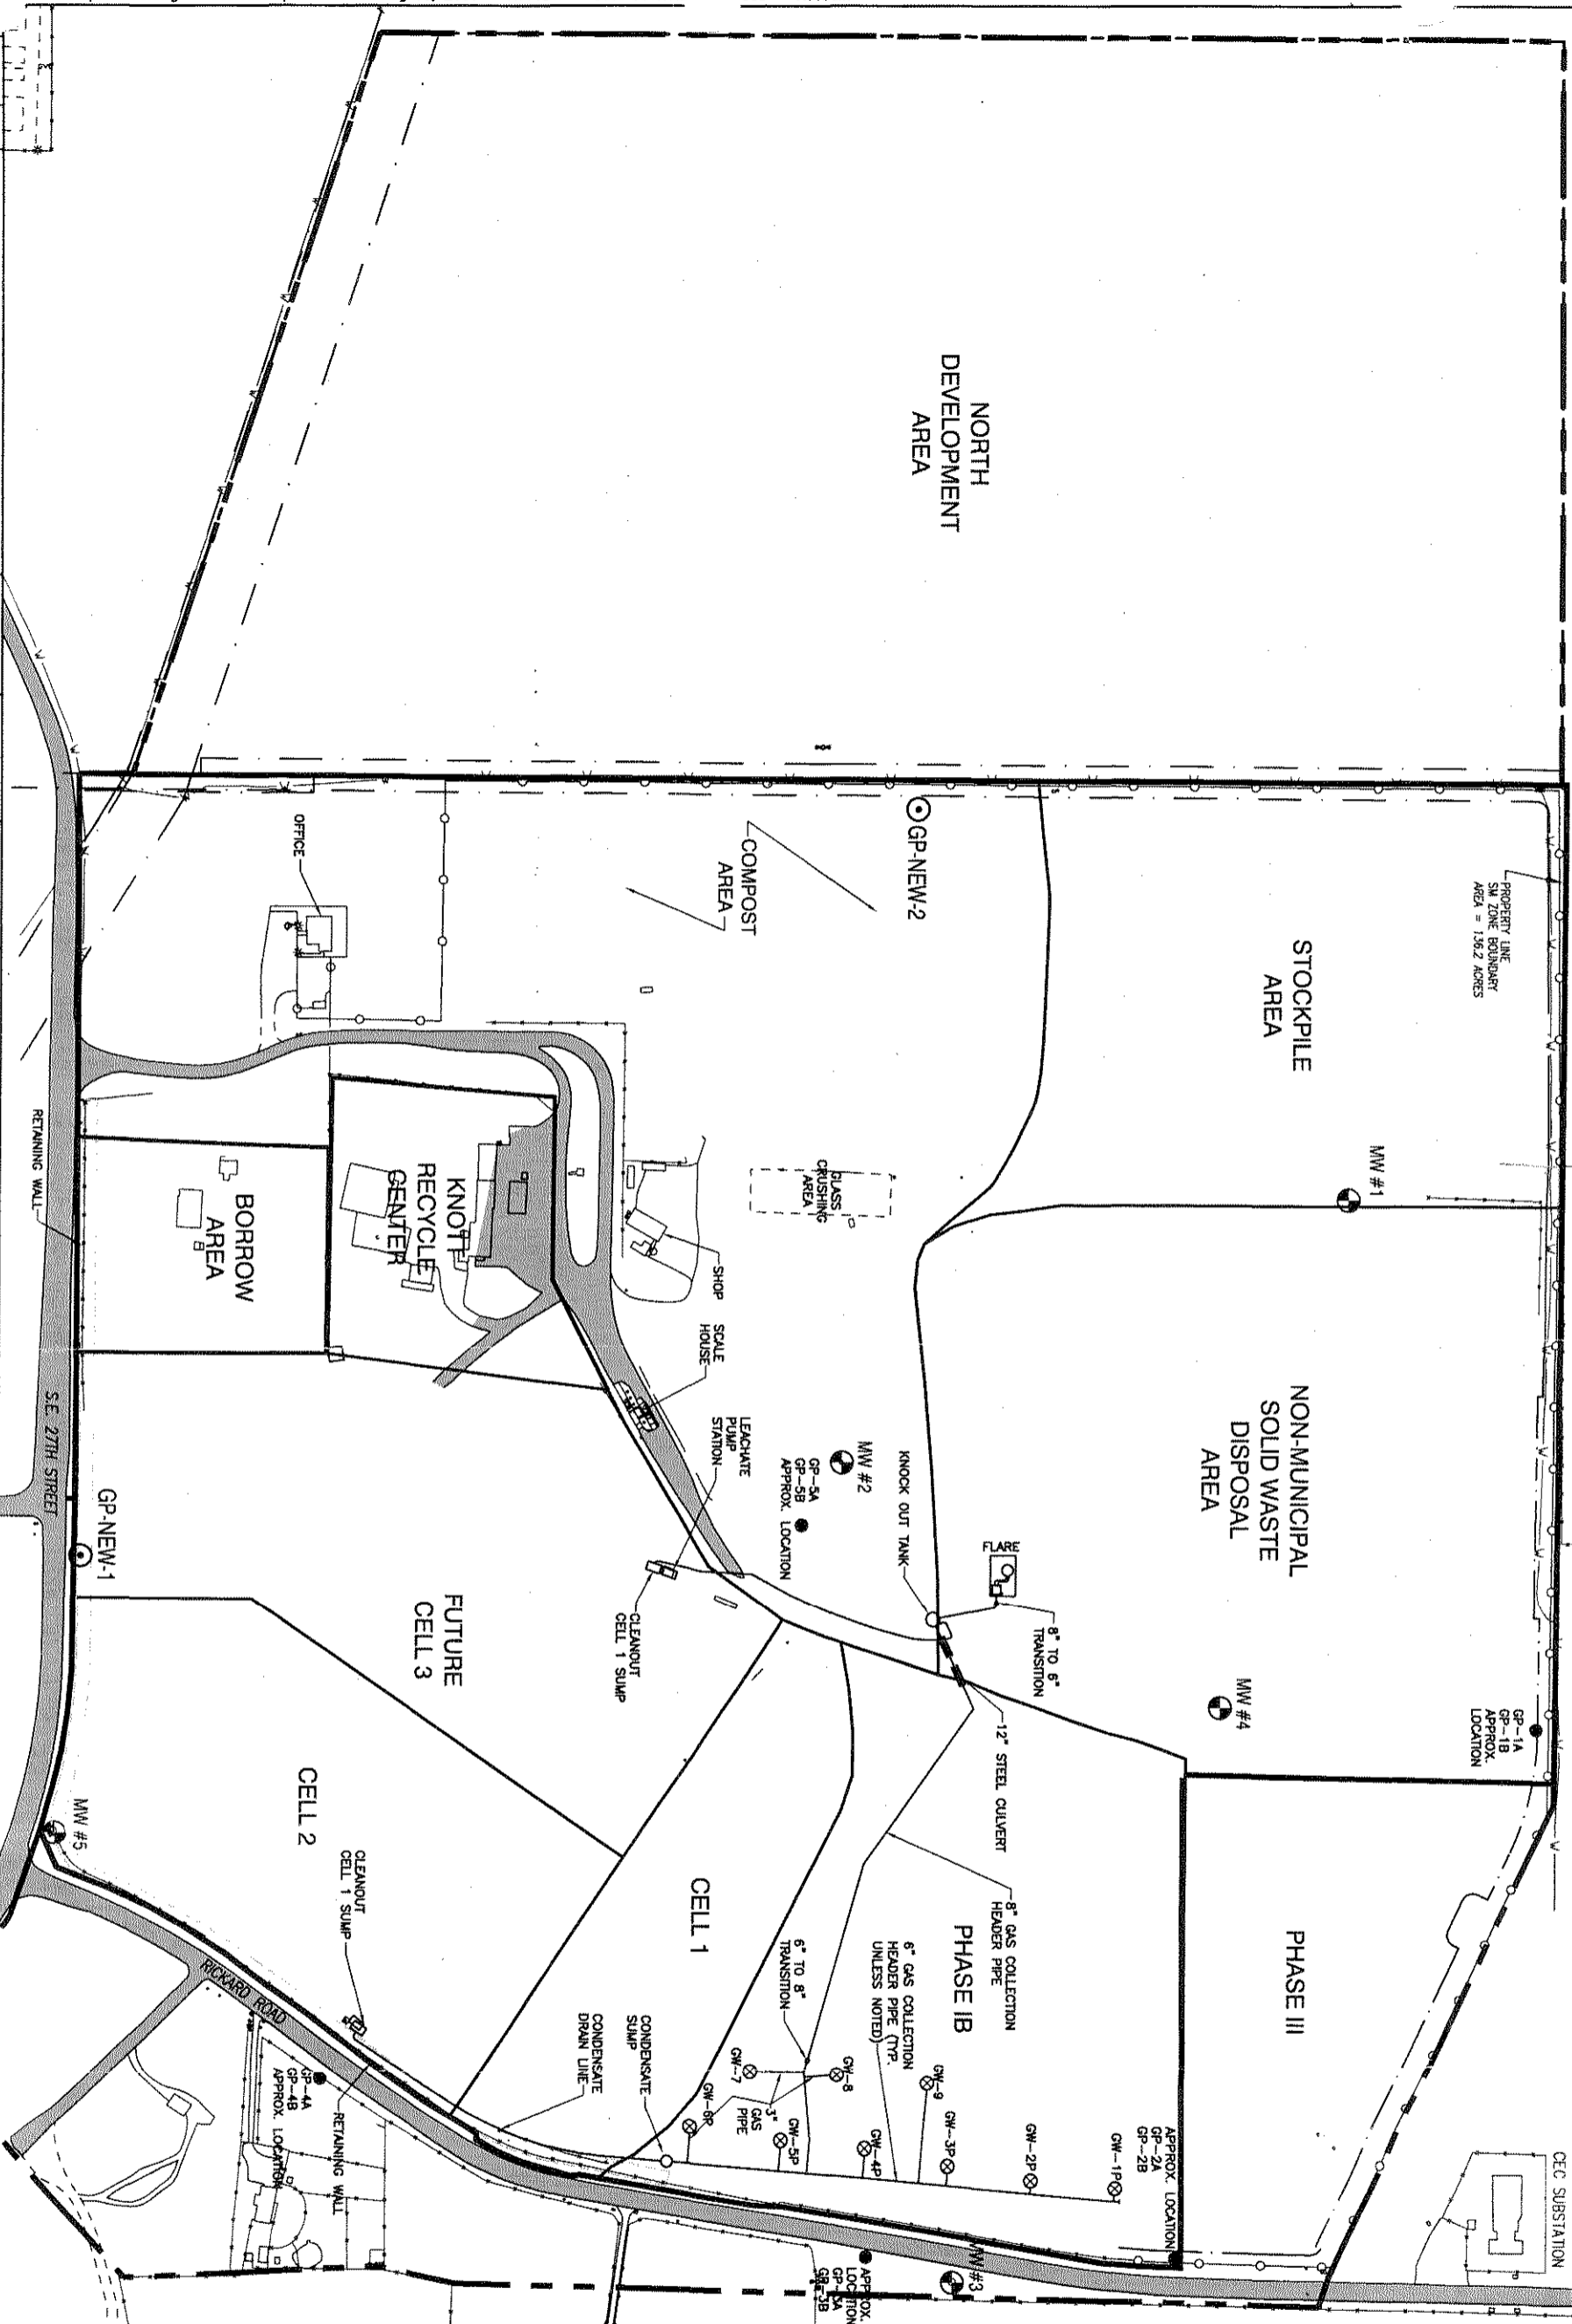 NORTH
DEVELOPMENT
AREA
PROPERTY LINE
SM ZONE BOUNDARY
AREA = 136.2 ACRES
STOCKPILE
AREA
GP-NEW-2
COMPOST
AREA
OFFICE
MW #1
GLASS
CRUSHING
AREA
SHOP
SCALE
HOUSE
KNOTT
RECYCLE
CENTER
BORROW
AREA
RETAINING WALL
S.E. 27TH STREET
NON-MUNICIPAL
SOLID WASTE
DISPOSAL
AREA
MW #2
GP-5A
GP-5B
APPROX. LOCATION
LEACHATE
PUMP
STATION
KNOCK OUT TANK
FLARE
8" TO 6"
TRANSITION
12" STEEL CULVERT
MW #4
GP-1A
GP-1B
APPROX.
LOCATION
CLEANOUT
CELL 1 SUMP
FUTURE
CELL 3
GP-NEW-1
CELL 2
MW #5
CLEANOUT
CELL 1 SUMP
CELL 1
PHASE IB
PHASE III
8" GAS COLLECTION
HEADER PIPE
6" GAS COLLECTION
HEADER PIPE (TYP.
UNLESS NOTED)
6" TO 8"
TRANSITION
CONDENSATE
SUMP
CONDENSATE
DRAIN LINE
GW-7
GW-8
GW-9
3"
GAS
PIPE
GW-6P
GW-5P
GW-4P
GW-3P
GW-2P
GW-1P
APPROX. LOCATION
GP-2A
GP-2B
CEC SUBSTATION
RICKARD ROAD
RETAINING WALL
GP-4A
GP-4B
APPROX. LOCATION
MW #3
APPROX.
LOCATION
GP-3A
GP-3B